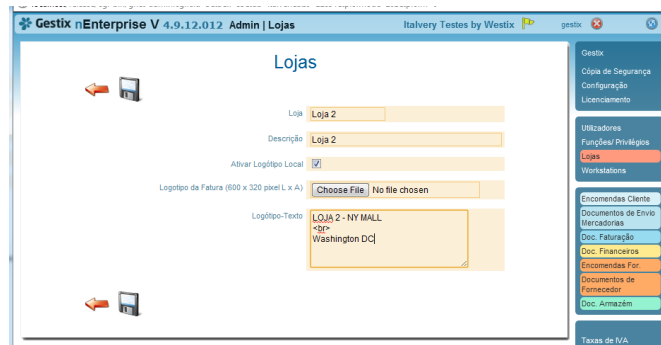 Gestix nEnterprise V 4.9.12.012 Admin | Lojas
Italvery Testes by Westix
gestix
Lojas
Loja
Loja 2
Descrição
Loja 2
Ativar Logótipo Local
Logotipo da Fatura (600 x 320 pixel L x A)
Choose File No file chosen
Logótipo-Texto
LOJA 2 - NY MALL
<br>
Washington DC
Gestix
Cópia de Segurança
Configuração
Licenciamento
Utilizadores
Funções/ Privilégios
Lojas
Workstations
Encomendas Cliente
Documentos de Envio
Mercadorias
Doc. Faturação
Doc. Financeiros
Encomendas For.
Documentos de
Fornecedor
Doc. Armazém
Taxas de IVA